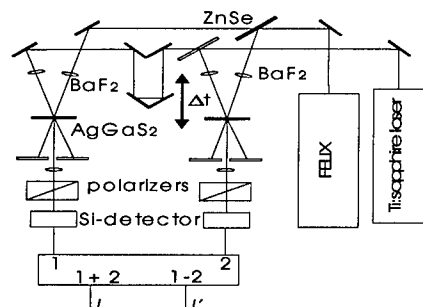 ZnSe
BaF2
BaF2
Δt
AgGaS2
polarizers
Si-detector
FELIX
Ti:sapphire laser
1 2
1+2 1-2
I I'